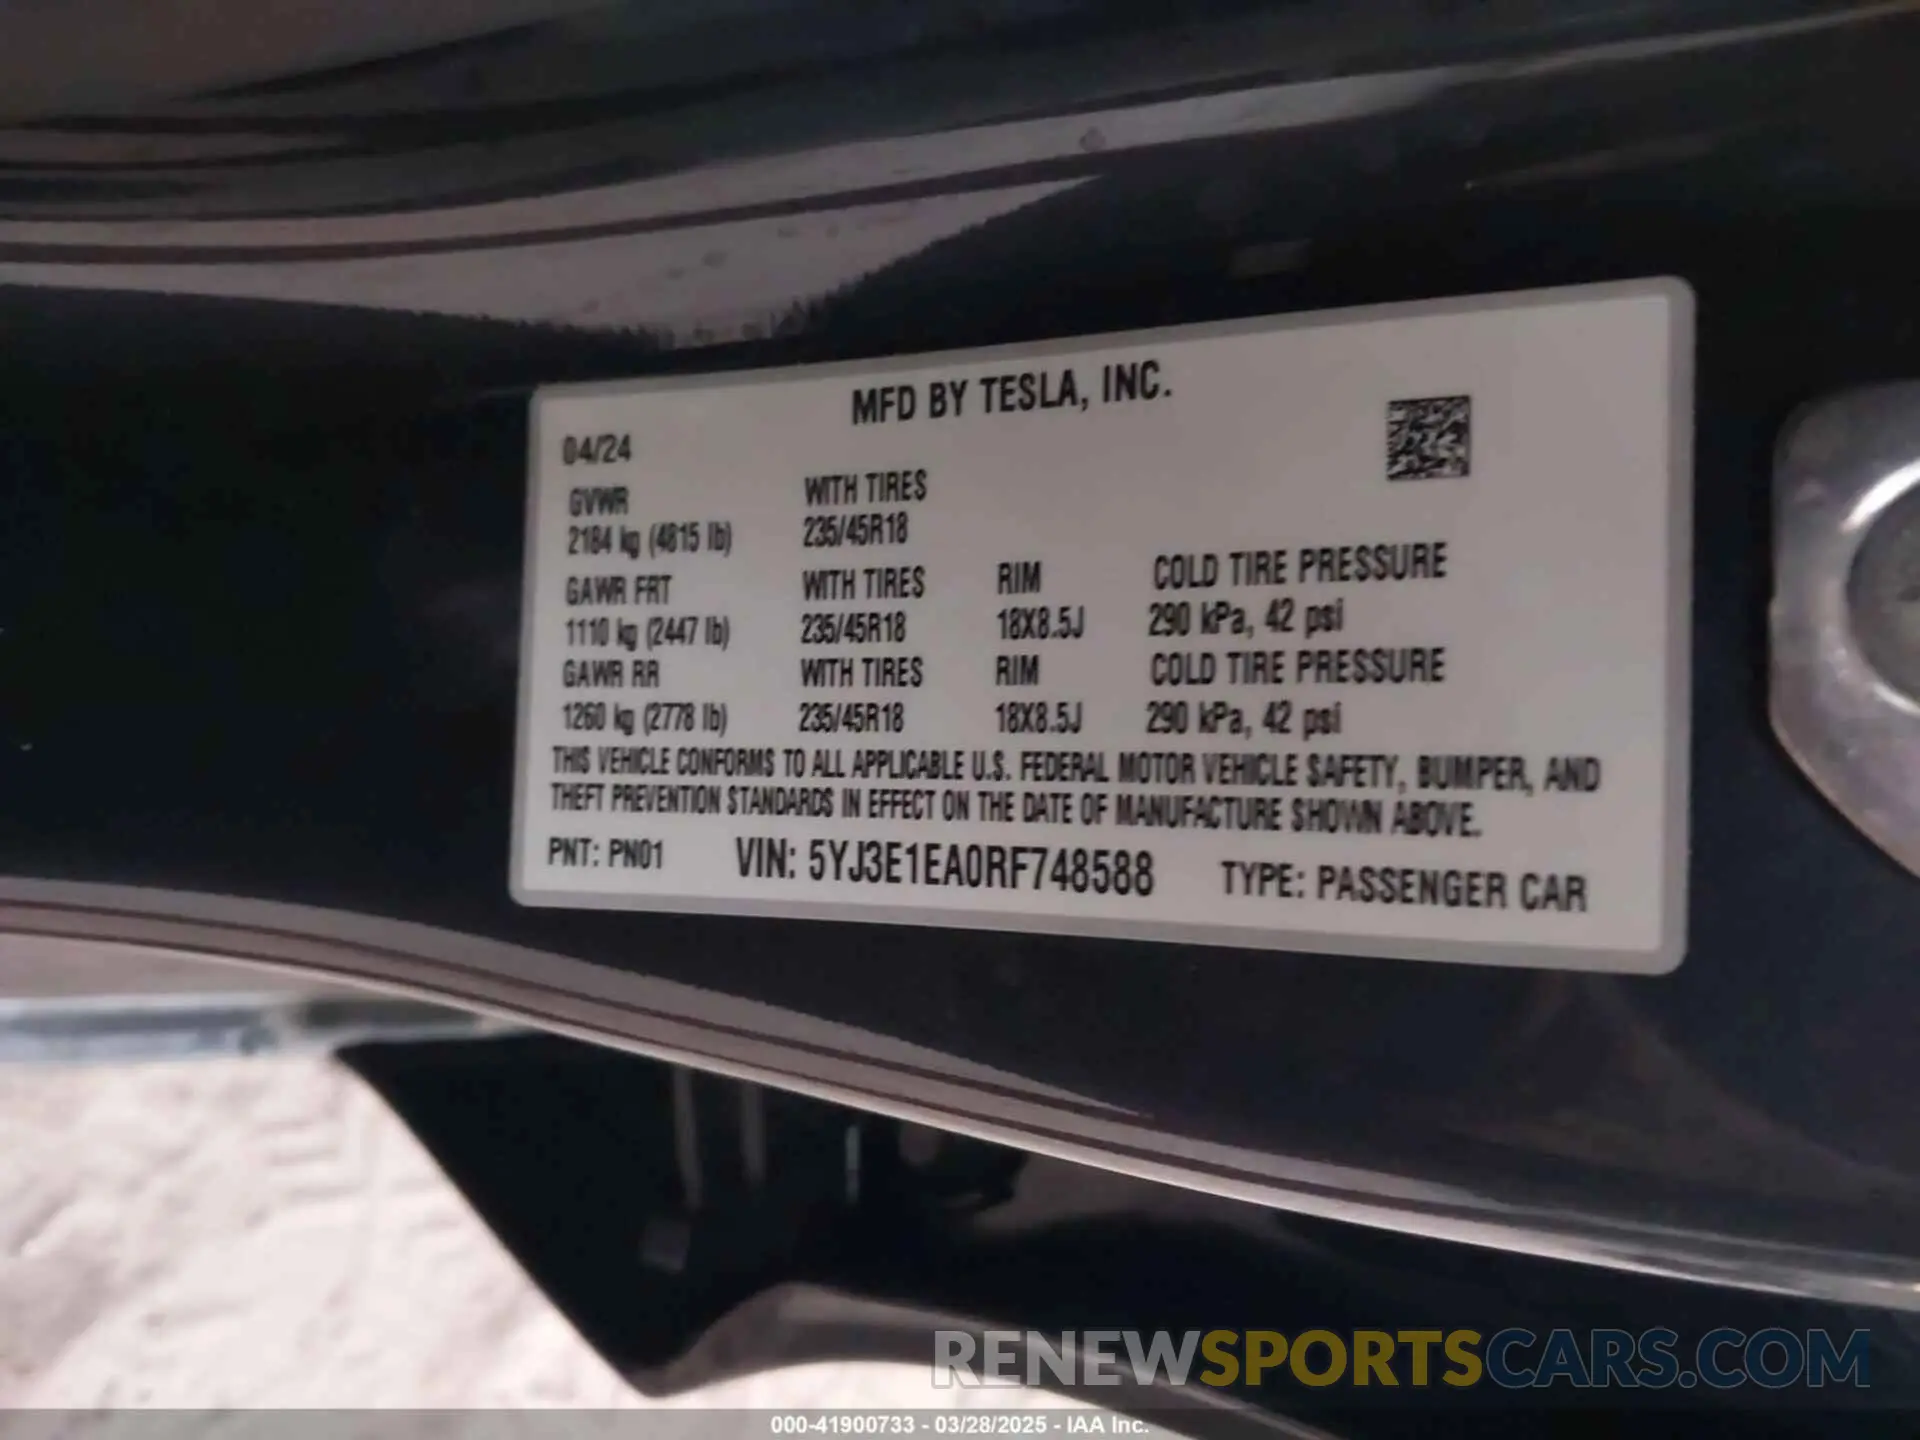 MFD BY TESLA, INC.
04/24
GVWR WITH TIRES
2184 kg (4815 lb) 235/45R18
GAWR FRT WITH TIRES RIM COLD TIRE PRESSURE
1110 kg (2447 lb) 235/45R18 18X8.5J 290 kPa, 42 psi
GAWR RR WITH TIRES RIM COLD TIRE PRESSURE
1260 kg (2778 lb) 235/45R18 18X8.5J 290 kPa, 42 psi
THIS VEHICLE CONFORMS TO ALL APPLICABLE U.S. FEDERAL MOTOR VEHICLE SAFETY, BUMPER, AND
THEFT PREVENTION STANDARDS IN EFFECT ON THE DATE OF MANUFACTURE SHOWN ABOVE.
PNT: PN01 VIN: 5YJ3E1EA0RF748588 TYPE: PASSENGER CAR
RENEWSPORTSCARS.COM
000-41900733 - 03/28/2025 - IAA Inc.